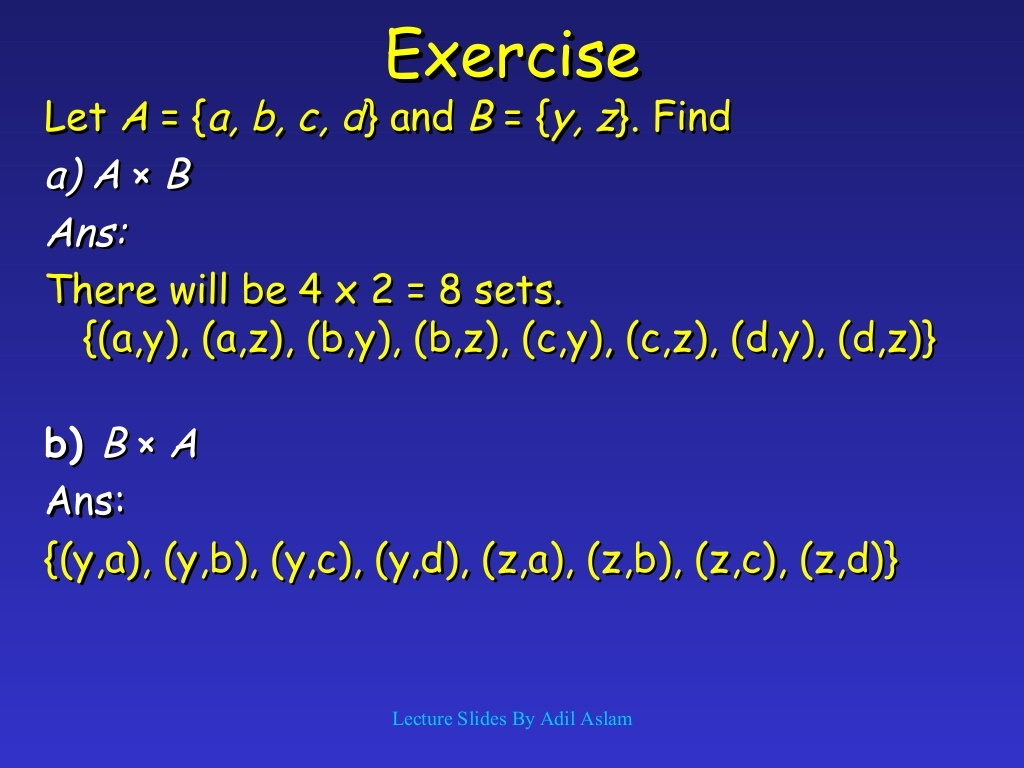 Exercise
Let A = {a, b, c, d} and B = {y, z}. Find
a) A × B
Ans:
There will be 4 x 2 = 8 sets.
{(a,y), (a,z), (b,y), (b,z), (c,y), (c,z), (d,y), (d,z)}
b) B × A
Ans:
{(y,a), (y,b), (y,c), (y,d), (z,a), (z,b), (z,c), (z,d)}
Lecture Slides By Adil Aslam